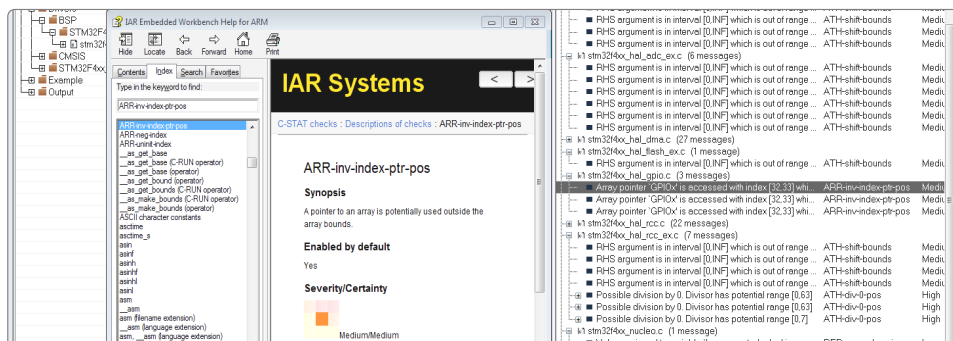 BSP
STM32F4
stm32f4
CMSIS
STM32F4xx_
Example
Output
IAR Embedded Workbench Help for ARM
Hide Locate Back Forward Home Print
Contents Index Search Favorites
Type in the keyword to find:
ARR-inv-index-ptr-pos
ARR-inv-index-ptr-pos
ARR-neg-index
ARR-uninit-index
__as_get_base
__as_get_base (C-RUN operator)
__as_get_base (operator)
__as_get_bound (operator)
__as_get_bounds (C-RUN operator)
__as_make_bounds (C-RUN operator)
__as_make_bounds (operator)
ASCII character constants
asctime
asctime_s
asin
asinf
asinh
asinhf
asinhl
asinl
asm
__asm
asm (filename extension)
__asm (language extension)
asm, __asm (language extension)
IAR Systems
< >
C-STAT checks : Descriptions of checks : ARR-inv-index-ptr-pos
ARR-inv-index-ptr-pos
Synopsis
A pointer to an array is potentially used outside the
array bounds.
Enabled by default
Yes
Severity/Certainty
Medium/Medium
RHS argument is in interval [0,INF] which is out of range ... ATH-shift-bounds Mediu
RHS argument is in interval [0,INF] which is out of range ... ATH-shift-bounds Mediu
RHS argument is in interval [0,INF] which is out of range ... ATH-shift-bounds Mediu
stm32f4xx_hal_adc_ex.c (6 messages)
RHS argument is in interval [0,INF] which is out of range ... ATH-shift-bounds Mediu
RHS argument is in interval [0,INF] which is out of range ... ATH-shift-bounds Mediu
RHS argument is in interval [0,INF] which is out of range ... ATH-shift-bounds Mediu
RHS argument is in interval [0,INF] which is out of range ... ATH-shift-bounds Mediu
RHS argument is in interval [0,INF] which is out of range ... ATH-shift-bounds Mediu
RHS argument is in interval [0,INF] which is out of range ... ATH-shift-bounds Mediu
stm32f4xx_hal_dma.c (27 messages)
stm32f4xx_hal_flash_ex.c (1 message)
RHS argument is in interval [0,INF] which is out of range ... ATH-shift-bounds Mediu
stm32f4xx_hal_gpio.c (3 messages)
Array pointer `GPIOx' is accessed with index [32,33] whi... ARR-inv-index-ptr-pos Mediu
Array pointer `GPIOx' is accessed with index [32,33] whi... ARR-inv-index-ptr-pos Mediu
Array pointer `GPIOx' is accessed with index [32,33] whi... ARR-inv-index-ptr-pos Mediu
stm32f4xx_hal_rcc.c (22 messages)
stm32f4xx_hal_rcc_ex.c (7 messages)
RHS argument is in interval [0,INF] which is out of range ... ATH-shift-bounds Mediu
RHS argument is in interval [0,INF] which is out of range ... ATH-shift-bounds Mediu
RHS argument is in interval [0,INF] which is out of range ... ATH-shift-bounds Mediu
RHS argument is in interval [0,INF] which is out of range ... ATH-shift-bounds Mediu
Possible division by 0. Divisor has potential range [0,63] ATH-div-0-pos High
Possible division by 0. Divisor has potential range [0,63] ATH-div-0-pos High
Possible division by 0. Divisor has potential range [0,7] ATH-div-0-pos High
stm32f4xx_nucleo.c (1 message)